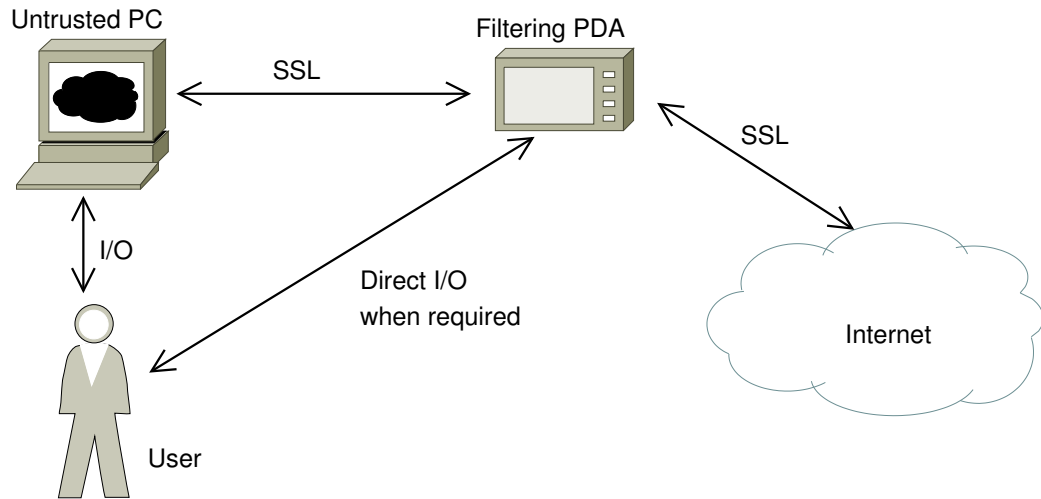 Untrusted PC
Filtering PDA
SSL
SSL
I/O
Direct I/O
when required
Internet
User